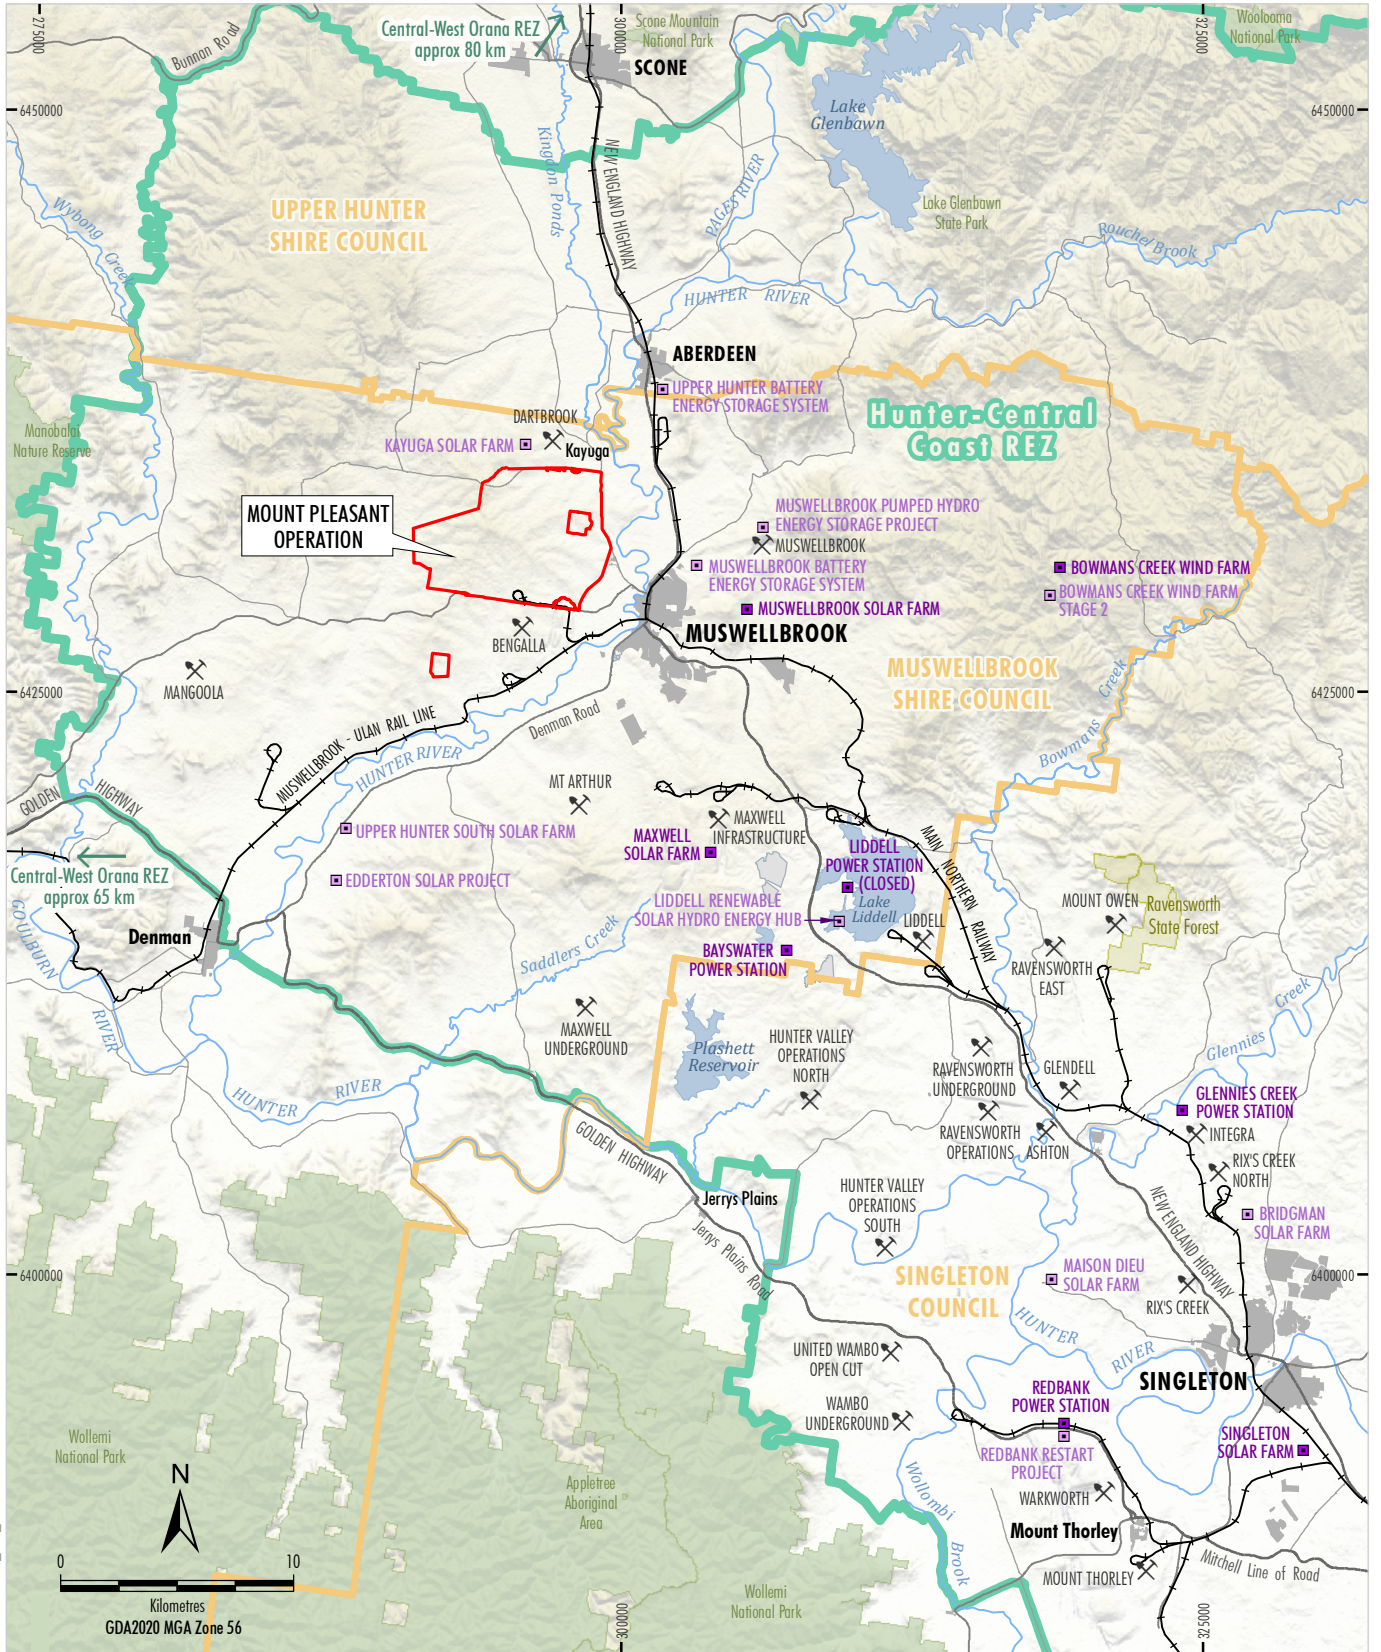 275000
300000
325000
Central-West Orana REZ
approx 80 km
Bunnan Road
Scone Mountain
National Park
Woolooma
National Park
SCONE
6450000
6450000
Lake
Glenbawn
Kingdon Ponds
NEW ENGLAND HIGHWAY
PAGES RIVER
Wybong Creek
UPPER HUNTER
SHIRE COUNCIL
Lake Glenbawn
State Park
Rouchel Brook
HUNTER RIVER
ABERDEEN
UPPER HUNTER BATTERY
ENERGY STORAGE SYSTEM
Hunter-Central
Coast REZ
DARTBROOK
KAYUGA SOLAR FARM
Kayuga
Manobalai
Nature Reserve
MOUNT PLEASANT
OPERATION
MUSWELLBROOK PUMPED HYDRO
ENERGY STORAGE PROJECT
MUSWELLBROOK
MUSWELLBROOK BATTERY
ENERGY STORAGE SYSTEM
BOWMANS CREEK WIND FARM
BOWMANS CREEK WIND FARM
STAGE 2
MUSWELLBROOK SOLAR FARM
MUSWELLBROOK
BENGALLA
MANGOOLA
MUSWELLBROOK
SHIRE COUNCIL
6425000
6425000
Bowmans Creek
Denman Road
MUSWELLBROOK - ULAN RAIL LINE
HUNTER RIVER
MT ARTHUR
GOLDEN HIGHWAY
UPPER HUNTER SOUTH SOLAR FARM
MAXWELL
INFRASTRUCTURE
MAXWELL
SOLAR FARM
LIDDELL
POWER STATION
(CLOSED)
MAIN NORTHERN RAILWAY
Central-West Orana REZ
approx 65 km
EDDERTON SOLAR PROJECT
LIDDELL RENEWABLE
SOLAR HYDRO ENERGY HUB
Lake
Liddell
LIDDELL
MOUNT OWEN
Ravensworth
State Forest
GOULBURN RIVER
Denman
Saddlers Creek
BAYSWATER
POWER STATION
RAVENSWORTH
EAST
MAXWELL
UNDERGROUND
Plashett
Reservoir
HUNTER VALLEY
OPERATIONS
NORTH
Glennies Creek
RAVENSWORTH
UNDERGROUND
GLENDELL
HUNTER RIVER
GLENNIES CREEK
POWER STATION
RAVENSWORTH
OPERATIONS
ASHTON
INTEGRA
GOLDEN HIGHWAY
RIX'S CREEK
NORTH
Jerrys Plains
HUNTER VALLEY
OPERATIONS
SOUTH
NEW ENGLAND HIGHWAY
BRIDGMAN
SOLAR FARM
Jerrys Plains Road
MAISON DIEU
SOLAR FARM
6400000
6400000
SINGLETON
COUNCIL
RIX'S CREEK
HUNTER RIVER
UNITED WAMBO
OPEN CUT
SINGLETON
REDBANK
POWER STATION
WAMBO
UNDERGROUND
SINGLETON
SOLAR FARM
Wollemi
National Park
REDBANK RESTART
PROJECT
N
Appletree
Aboriginal
Area
Wollombi Brook
WARKWORTH
Mount Thorley
0 10
Mitchell Line of Road
MOUNT THORLEY
Kilometres
GDA2020 MGA Zone 56
Wollemi
National Park
300000
325000